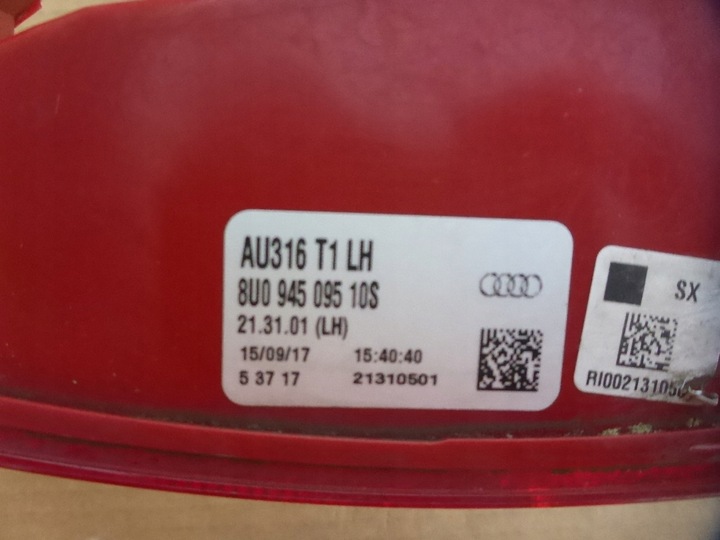 AU316 T1 LH
8U0 945 095 10S
21.31.01 (LH)
15/09/17 15:40:40
5 37 17 21310501
SX